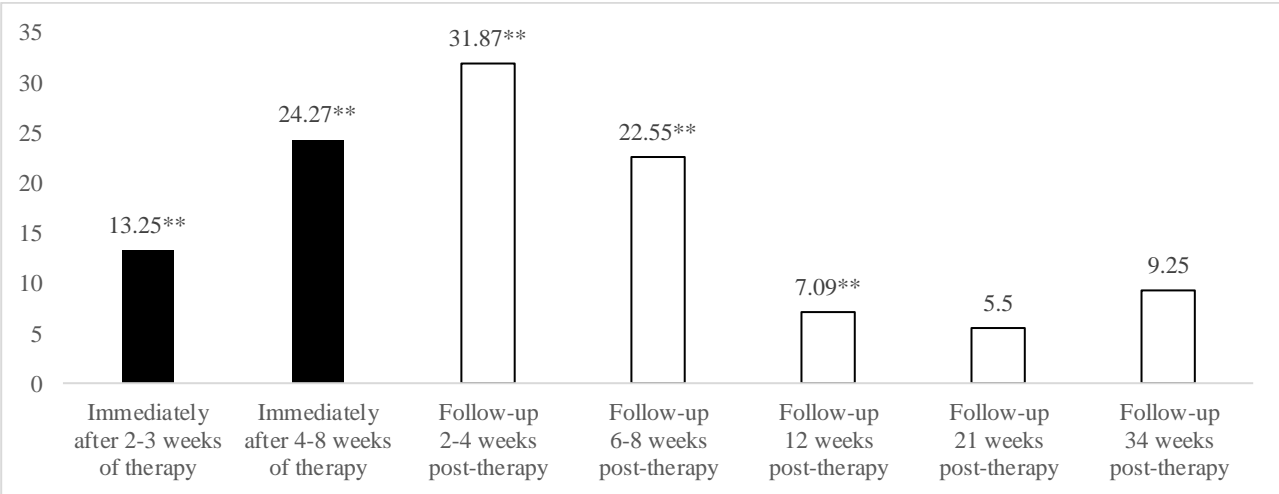 35
30
25
20
15
10
5
0
13.25**
24.27**
31.87**
22.55**
7.09**
5.5
9.25
Immediately
after 2-3 weeks
of therapy
Immediately
after 4-8 weeks
of therapy
Follow-up
2-4 weeks
post-therapy
Follow-up
6-8 weeks
post-therapy
Follow-up
12 weeks
post-therapy
Follow-up
21 weeks
post-therapy
Follow-up
34 weeks
post-therapy